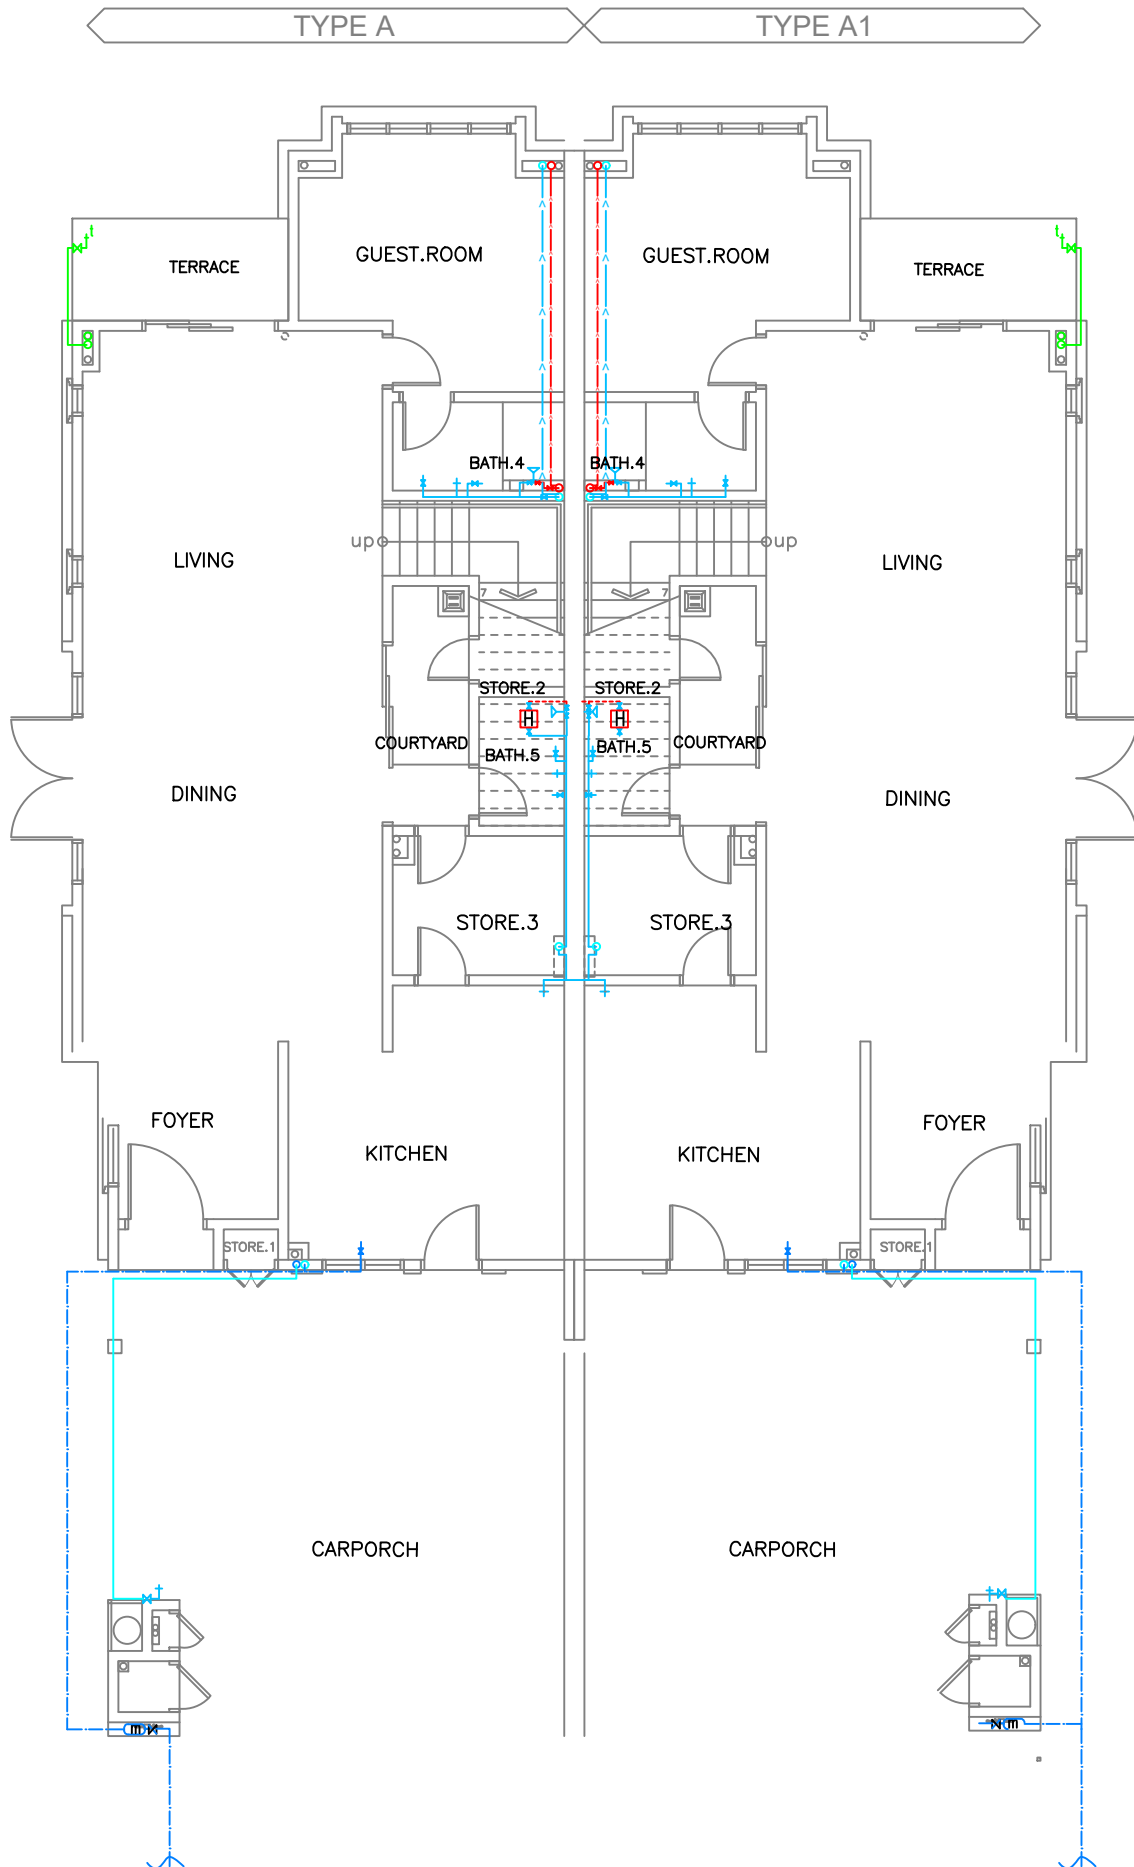 TYPE A TYPE A1
GUEST.ROOM GUEST.ROOM
TERRACE TERRACE
t t
BATH.4 BATH.4
up up
LIVING LIVING
7 7
STORE.2 STORE.2
H H
COURTYARD BATH.5 BATH.5 COURTYARD
DINING DINING
STORE.3 STORE.3
FOYER FOYER
KITCHEN KITCHEN
STORE.1 STORE.1
CARPORCH CARPORCH
m m